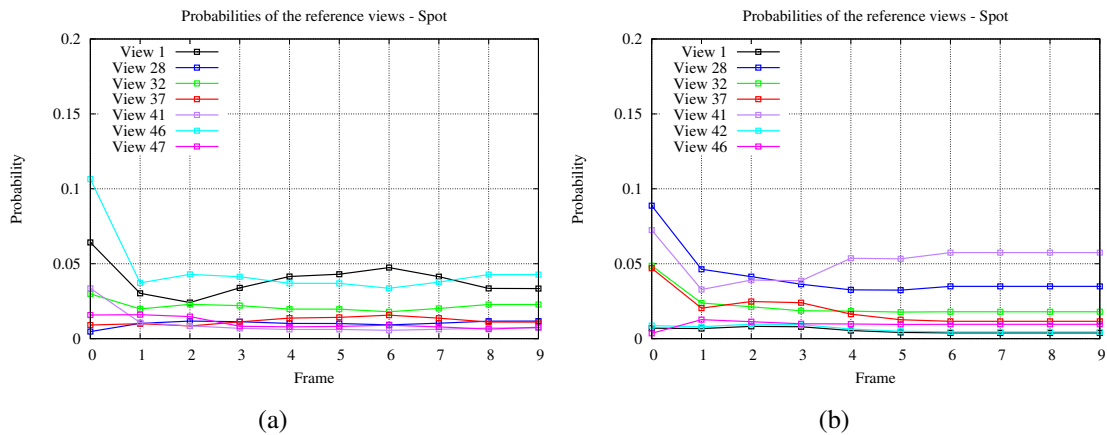 Probabilities of the reference views - Spot
0.2
0.15
0.1
0.05
0
Probability
View 1
View 28
View 32
View 37
View 41
View 46
View 47
0 1 2 3 4 5 6 7 8 9
Frame
(a)
Probabilities of the reference views - Spot
0.2
0.15
0.1
0.05
0
Probability
View 1
View 28
View 32
View 37
View 41
View 42
View 46
0 1 2 3 4 5 6 7 8 9
Frame
(b)